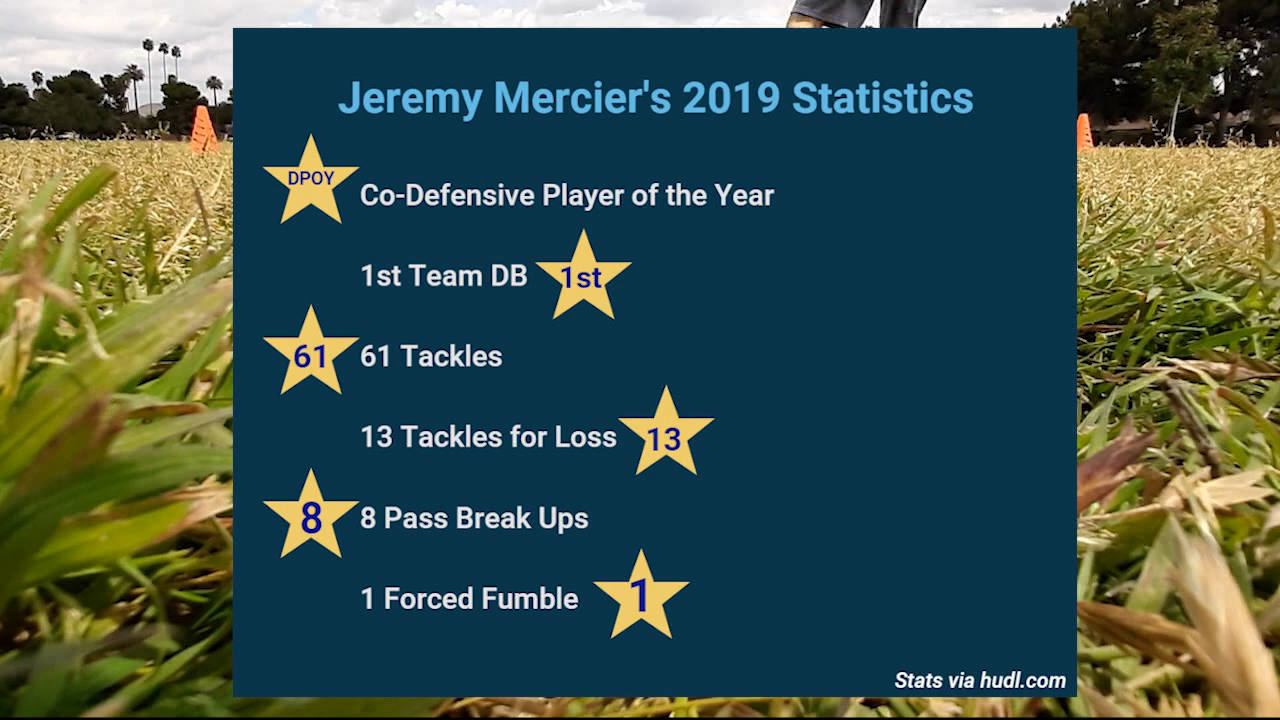 Jeremy Mercier's 2019 Statistics
DPOY
Co-Defensive Player of the Year
1st Team DB 1st
61 61 Tackles
13 Tackles for Loss 13
8 8 Pass Break Ups
1 Forced Fumble 1
Stats via hudl.com